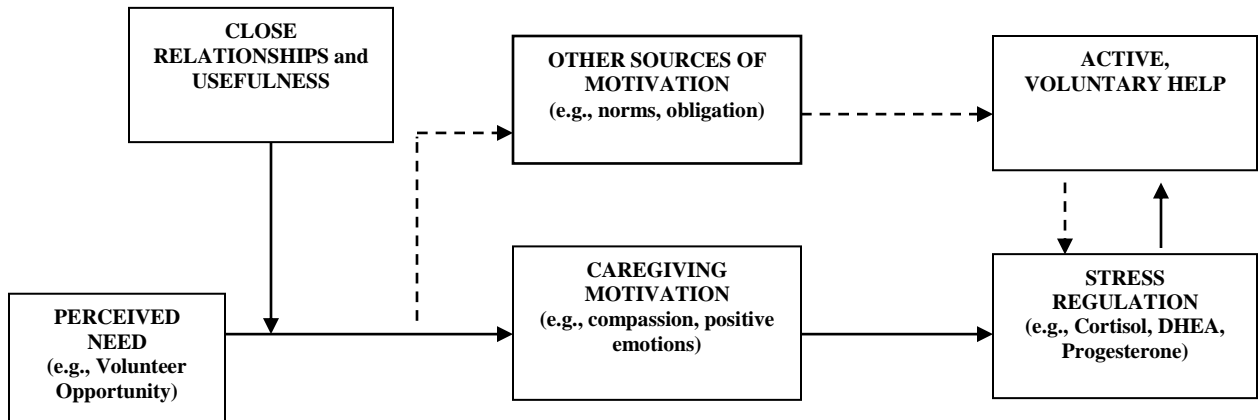 CLOSE
RELATIONSHIPS and
USEFULNESS
OTHER SOURCES OF
MOTIVATION
(e.g., norms, obligation)
ACTIVE,
VOLUNTARY HELP
PERCEIVED
NEED
(e.g., Volunteer
Opportunity)
CAREGIVING
MOTIVATION
(e.g., compassion, positive
emotions)
STRESS
REGULATION
(e.g., Cortisol, DHEA,
Progesterone)